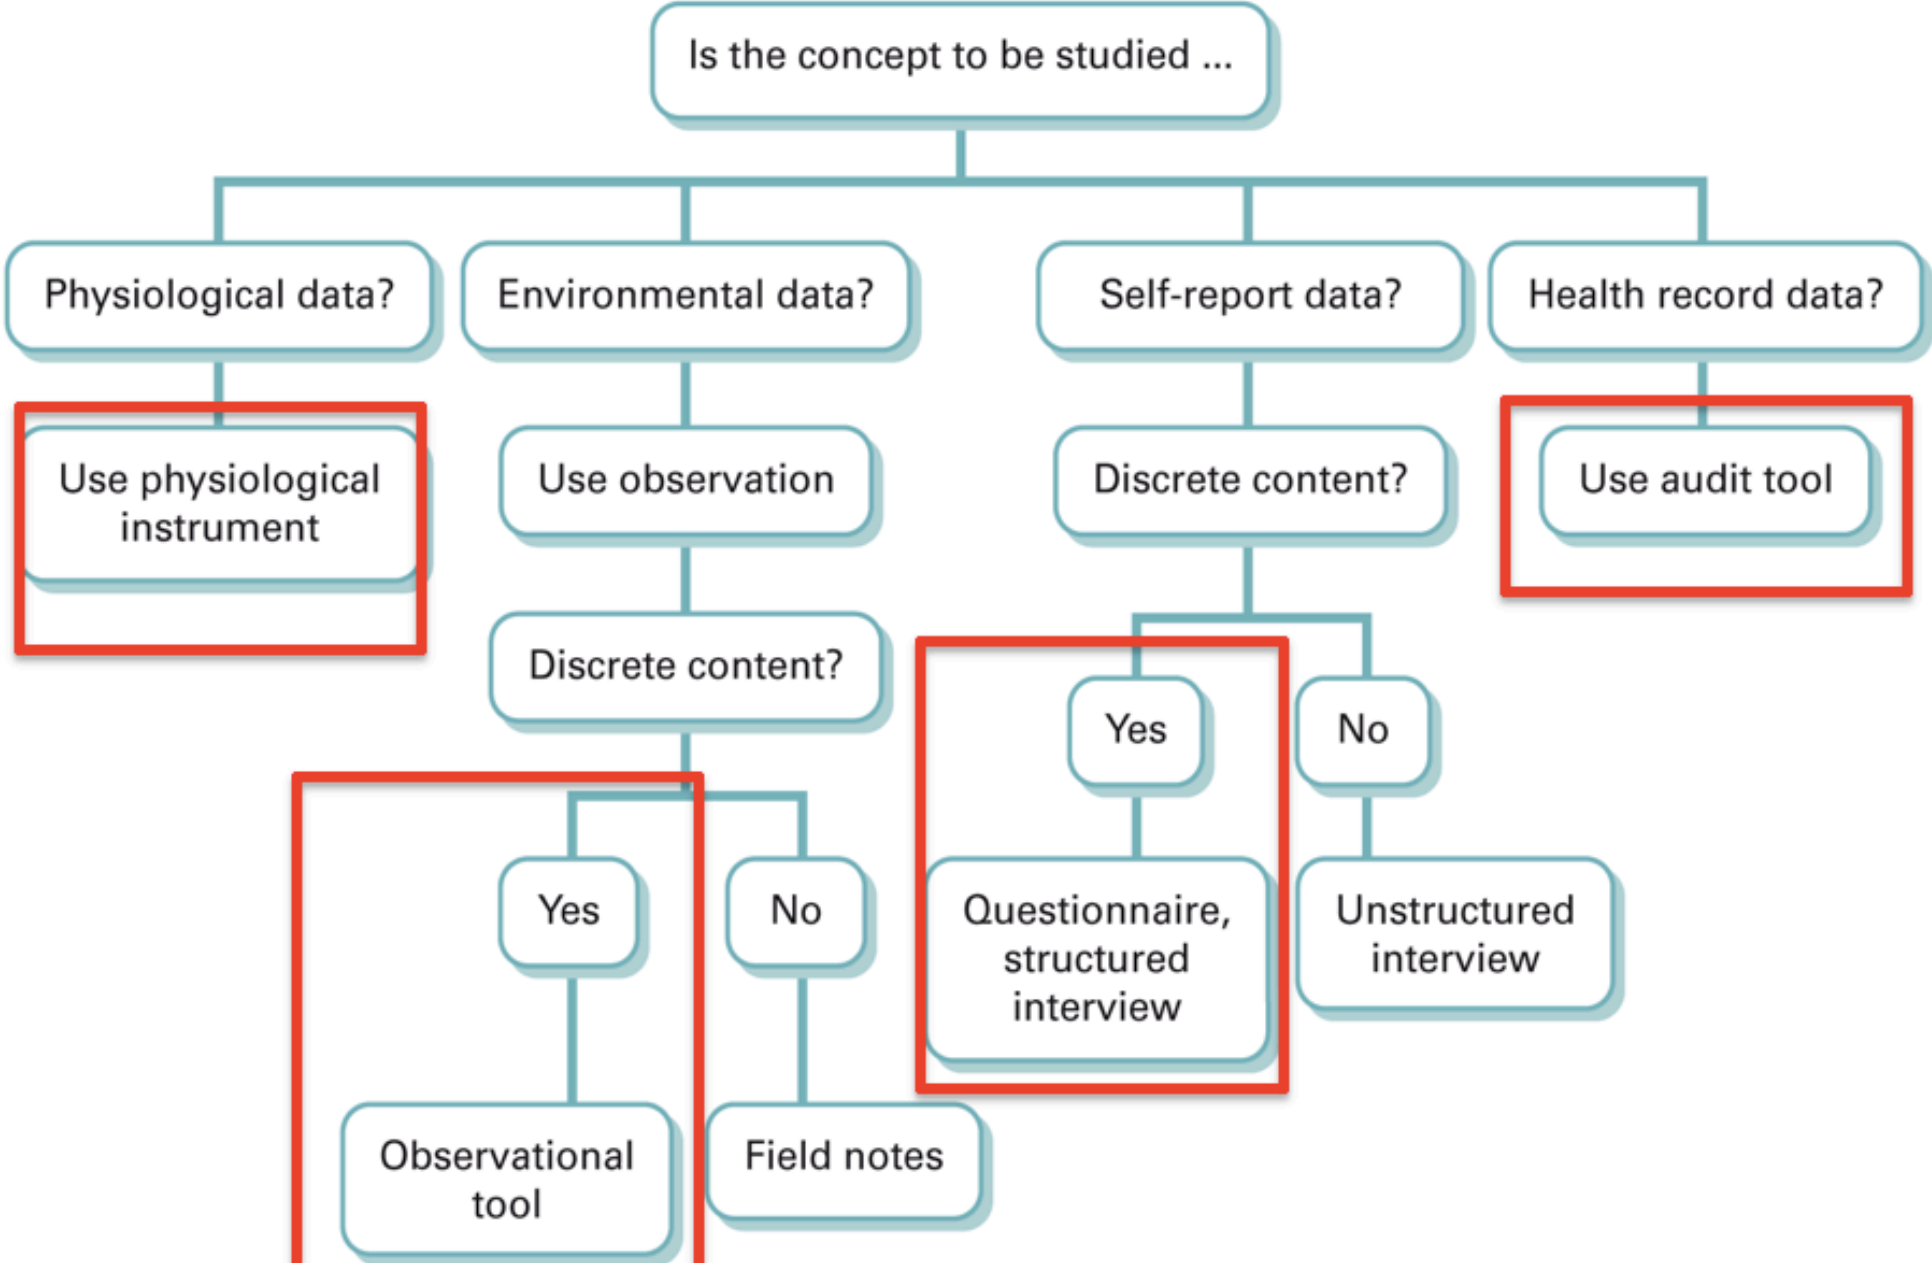 Is the concept to be studied ...
Physiological data?
Environmental data?
Self-report data?
Health record data?
Use physiological
instrument
Use observation
Discrete content?
Use audit tool
Discrete content?
Yes
No
Yes
No
Questionnaire,
structured
interview
Unstructured
interview
Observational
tool
Field notes